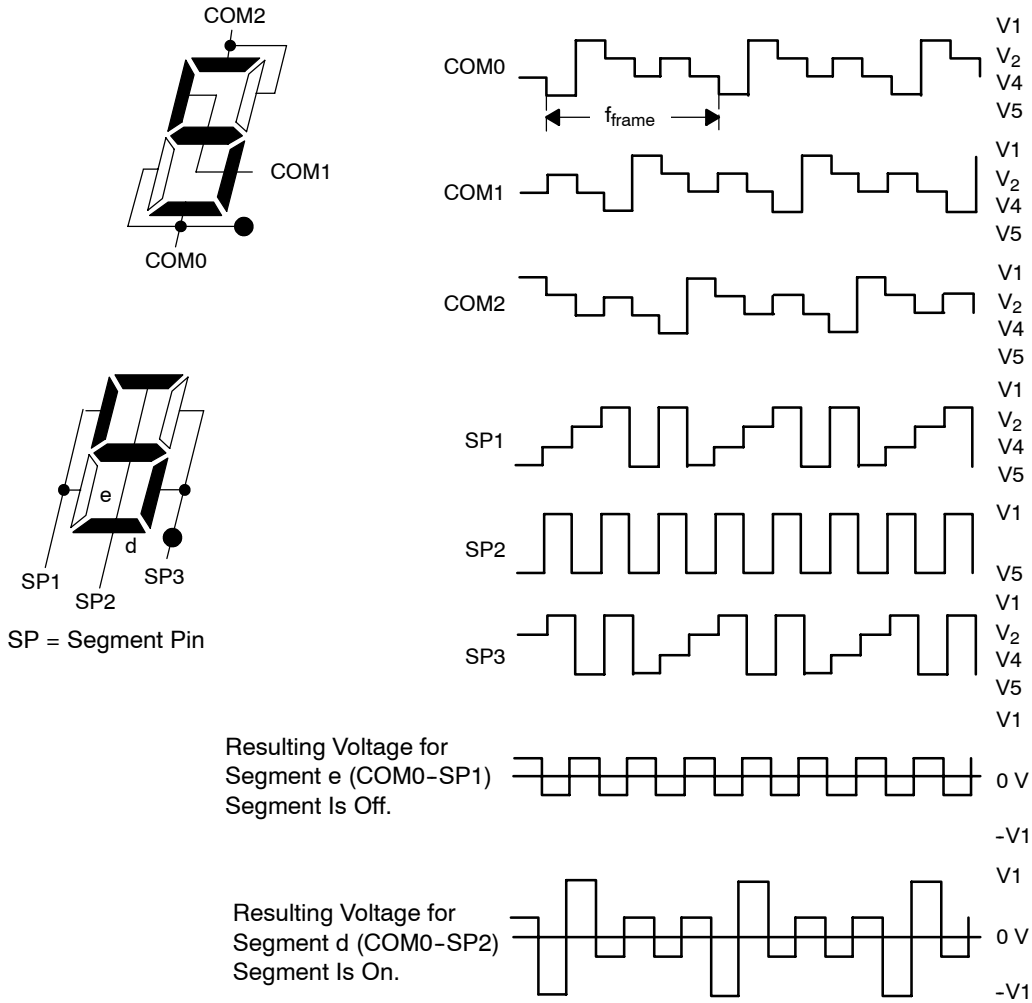 COM2
COM1
COM0
SP1
SP2
SP3
e
d
SP = Segment Pin
COM0
f_frame
V1
V2
V4
V5
COM1
V1
V2
V4
V5
COM2
V1
V2
V4
V5
SP1
V1
V2
V4
V5
SP2
V1
V5
SP3
V1
V2
V4
V5
Resulting Voltage for
Segment e (COM0-SP1)
Segment Is Off.
V1
0 V
-V1
Resulting Voltage for
Segment d (COM0-SP2)
Segment Is On.
V1
0 V
-V1